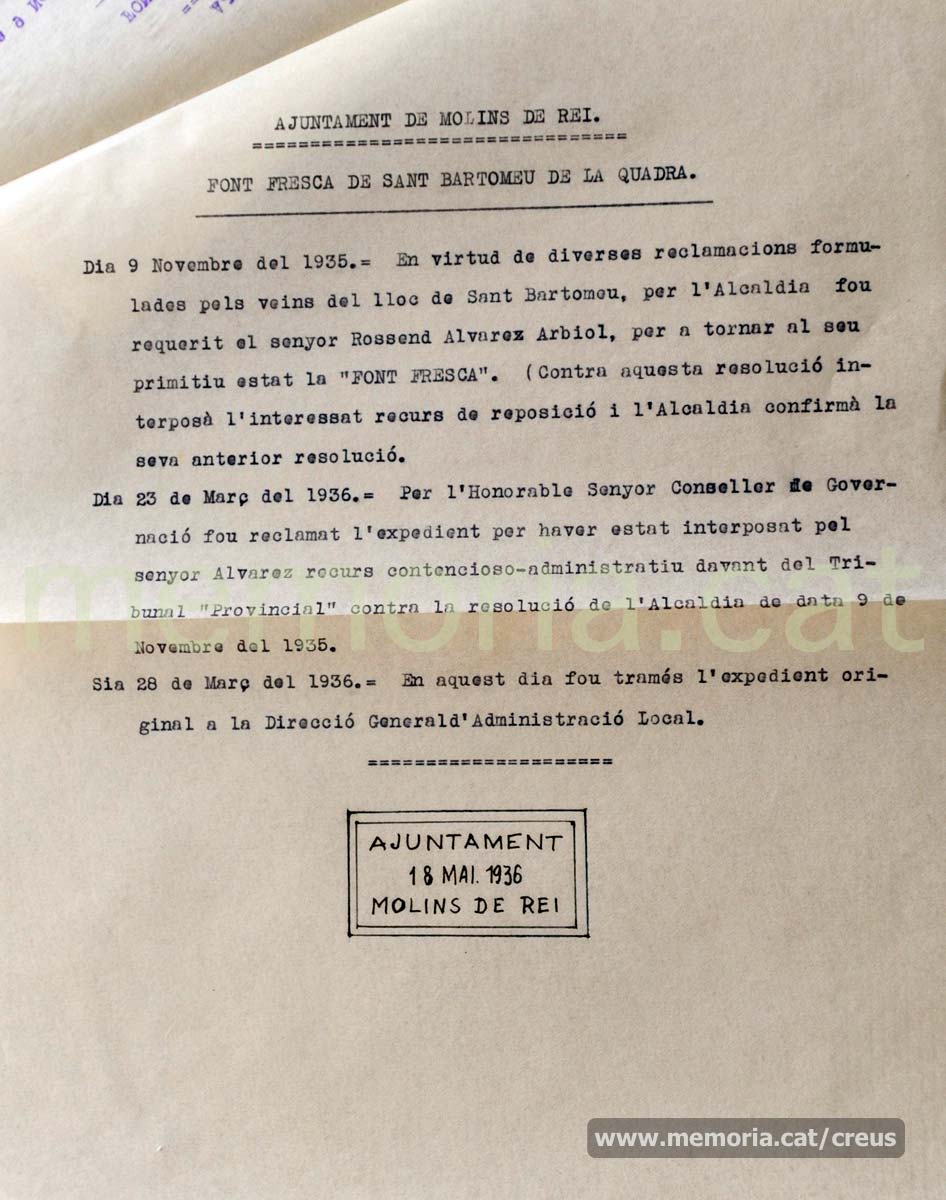 AJUNTAMENT DE MOLINS DE REI.
==============================
FONT FRESCA DE SANT BARTOMEU DE LA QUADRA.
Dia 9 Novembre del 1935.= En virtud de diverses reclamacions formu-
lades pels veins del lloc de Sant Bartomeu, per l'Alcaldia fou
requerit el senyor Rossend Alvarez Arbiol, per a tornar al seu
primitiu estat la "FONT FRESCA". (Contra aquesta resolució in-
terposà l'interessat recurs de reposició i l'Alcaldia confirmà la
seva anterior resolució.
Dia 23 de Març del 1936.= Per l'Honorable Senyor Conseller de Gover-
nació fou reclamat l'expedient per haver estat interposat pel
senyor Alvarez recurs contencioso-administratiu davant del Tri-
bunal "Provincial" contra la resolució de l'Alcaldia de data 9 de
Novembre del 1935.
Sia 28 de Març del 1936.= En aquest dia fou tramés l'expedient ori-
ginal a la Direcció Generald'Administració Local.
=====================
AJUNTAMENT
18 MAI. 1936
MOLINS DE REI
memoria.cat
www.memoria.cat/creus